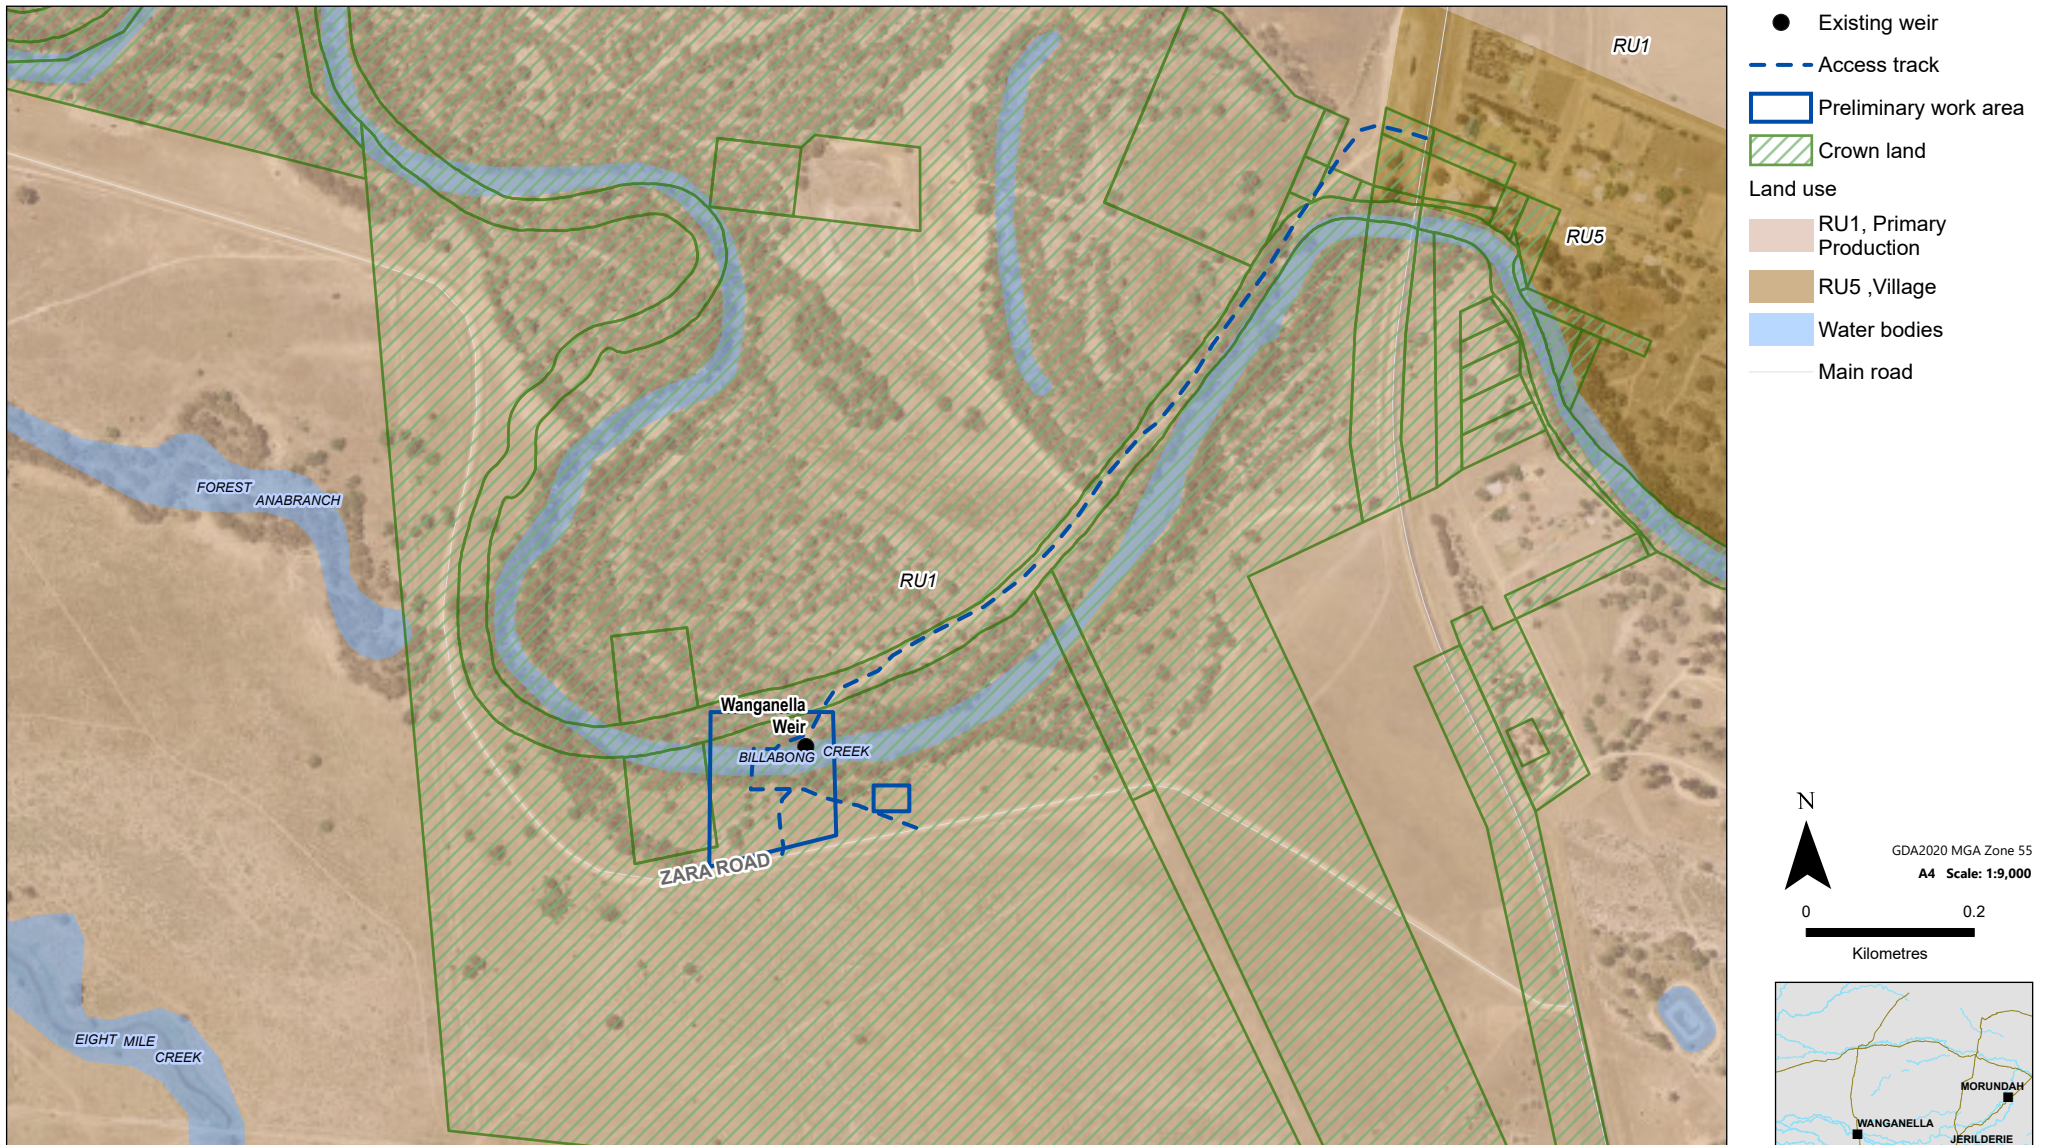 RU1
RU5
FOREST
ANABRANCH
RU1
Wanganella
Weir
BILLABONG CREEK
ZARA ROAD
EIGHT MILE
CREEK
Existing weir
Access track
Preliminary work area
Crown land
Land use
RU1, Primary
Production
RU5 ,Village
Water bodies
Main road
N
GDA2020 MGA Zone 55
A4 Scale: 1:9,000
0 0.2
Kilometres
MORUNDAH
WANGANELLA
JERILDERIE